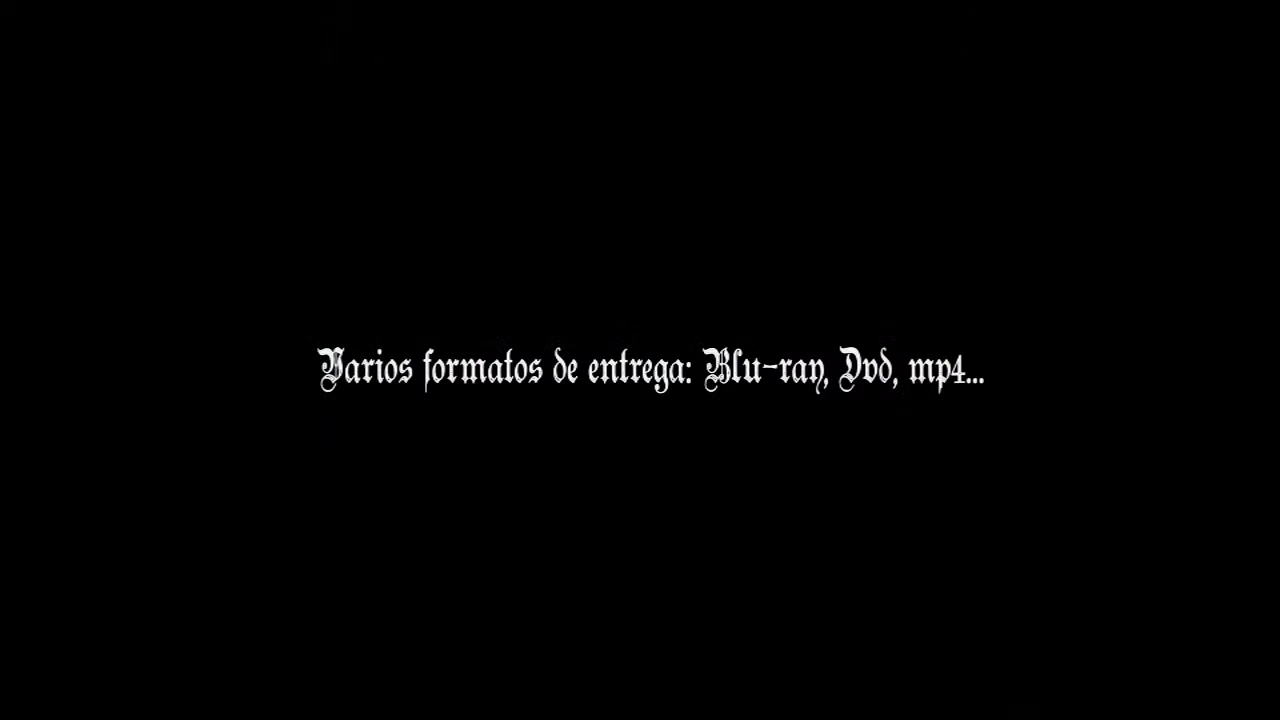 Varios formatos de entrega: Blu-ray, Dvd, mp4...